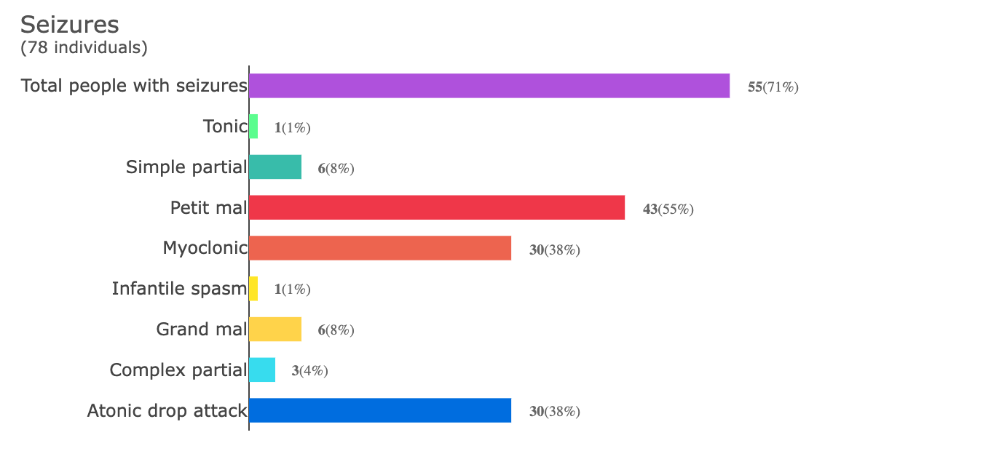 Seizures
(78 individuals)
Total people with seizures 55(71%)
Tonic 1(1%)
Simple partial 6(8%)
Petit mal 43(55%)
Myoclonic 30(38%)
Infantile spasm 1(1%)
Grand mal 6(8%)
Complex partial 3(4%)
Atonic drop attack 30(38%)